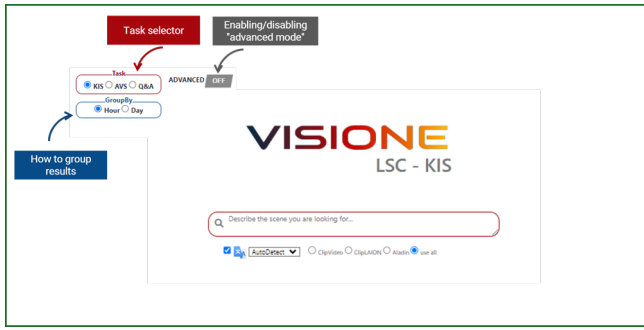 Task selector
Enabling/disabling
"advanced mode"
Task
KIS AVS Q&A
ADVANCED OFF
GroupBy
Hour Day
How to group
results
VISIONE
LSC - KIS
Describe the scene you are looking for...
AutoDetect ClipVideo ClipLAION Aladin use all